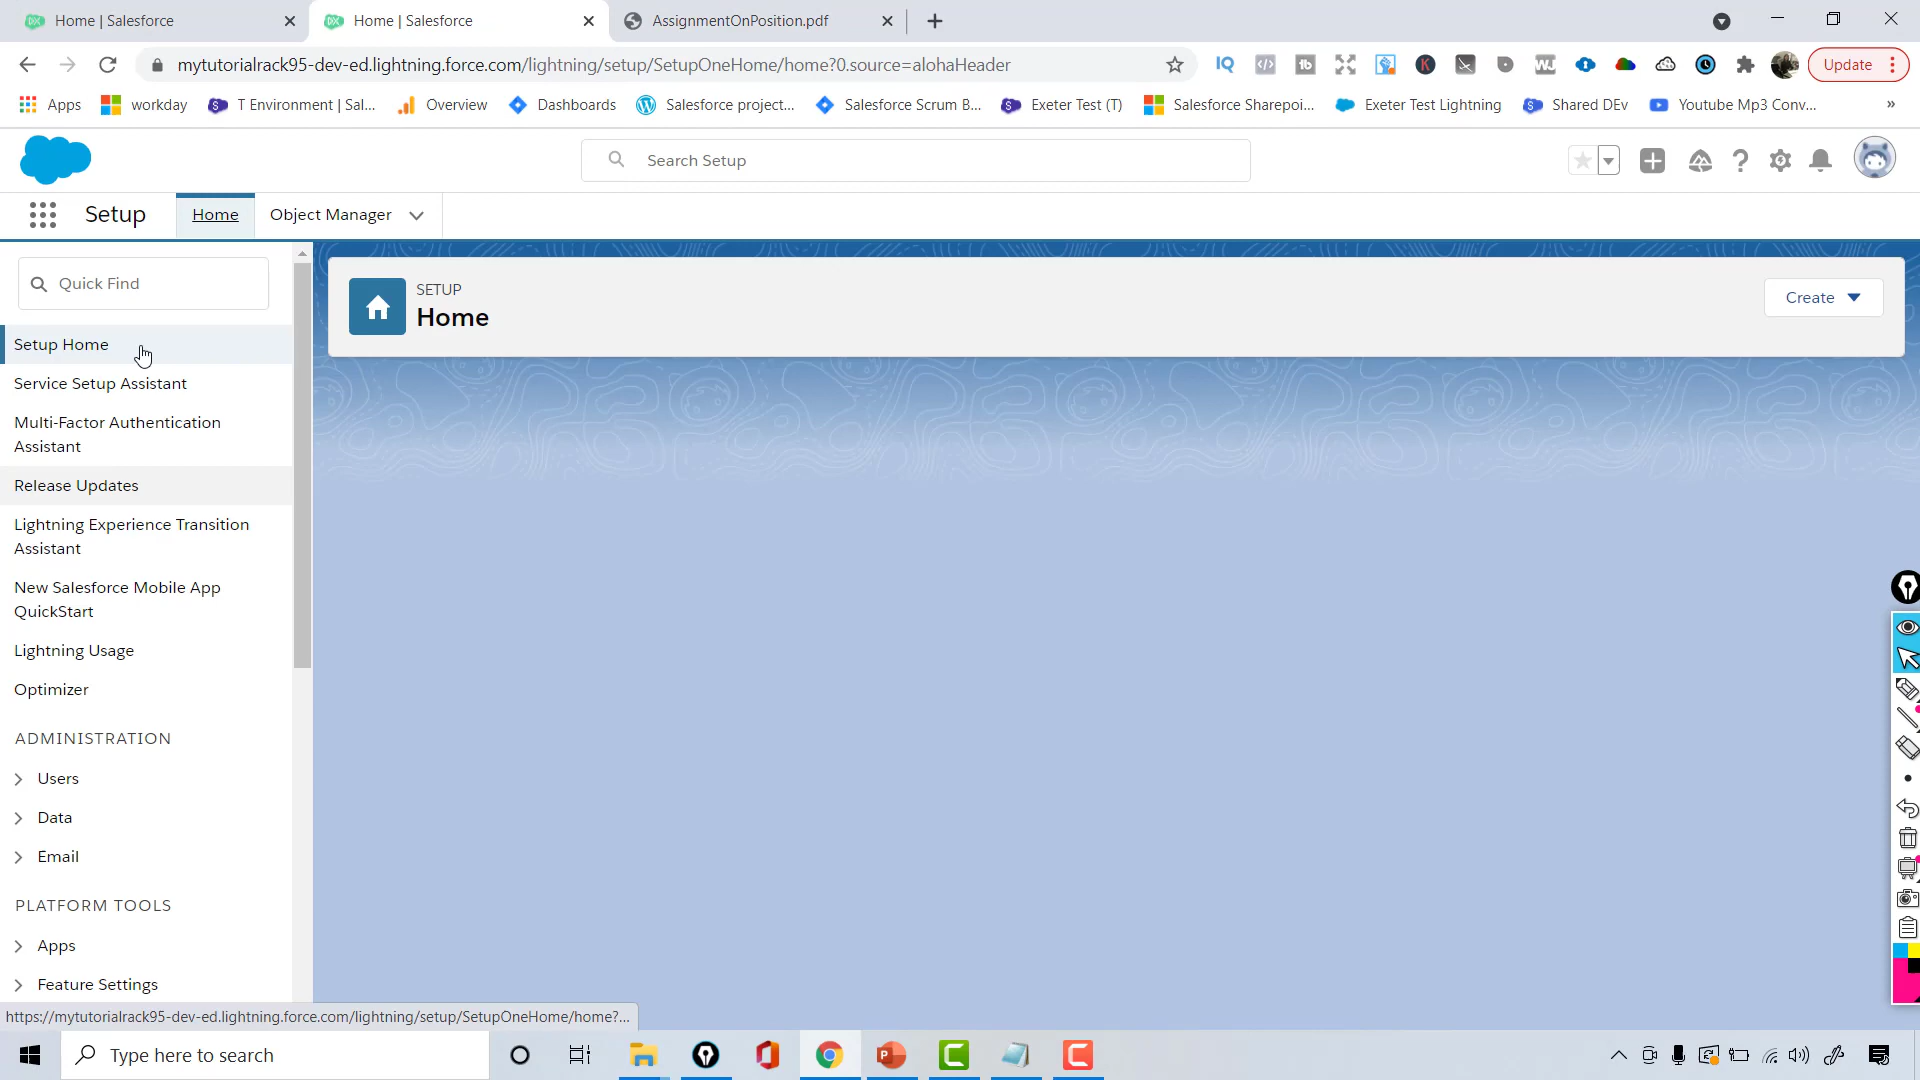 Home | Salesforce
Home | Salesforce
AssignmentOnPosition.pdf
mytutorialrack95-dev-ed.lightning.force.com/lightning/setup/SetupOneHome/home?0.source=alohaHeader
Update
Apps
workday
T Environment | Sal...
Overview
Dashboards
Salesforce project...
Salesforce Scrum B...
Exeter Test (T)
Salesforce Sharepoi...
Exeter Test Lightning
Shared DEv
Youtube Mp3 Conv...
»
Search Setup
Setup
Home
Object Manager
Quick Find
SETUP
Home
Create
Setup Home
Service Setup Assistant
Multi-Factor Authentication
Assistant
Release Updates
Lightning Experience Transition
Assistant
New Salesforce Mobile App
QuickStart
Lightning Usage
Optimizer
ADMINISTRATION
Users
Data
Email
PLATFORM TOOLS
Apps
Feature Settings
https://mytutorialrack95-dev-ed.lightning.force.com/lightning/setup/SetupOneHome/home?...
Type here to search